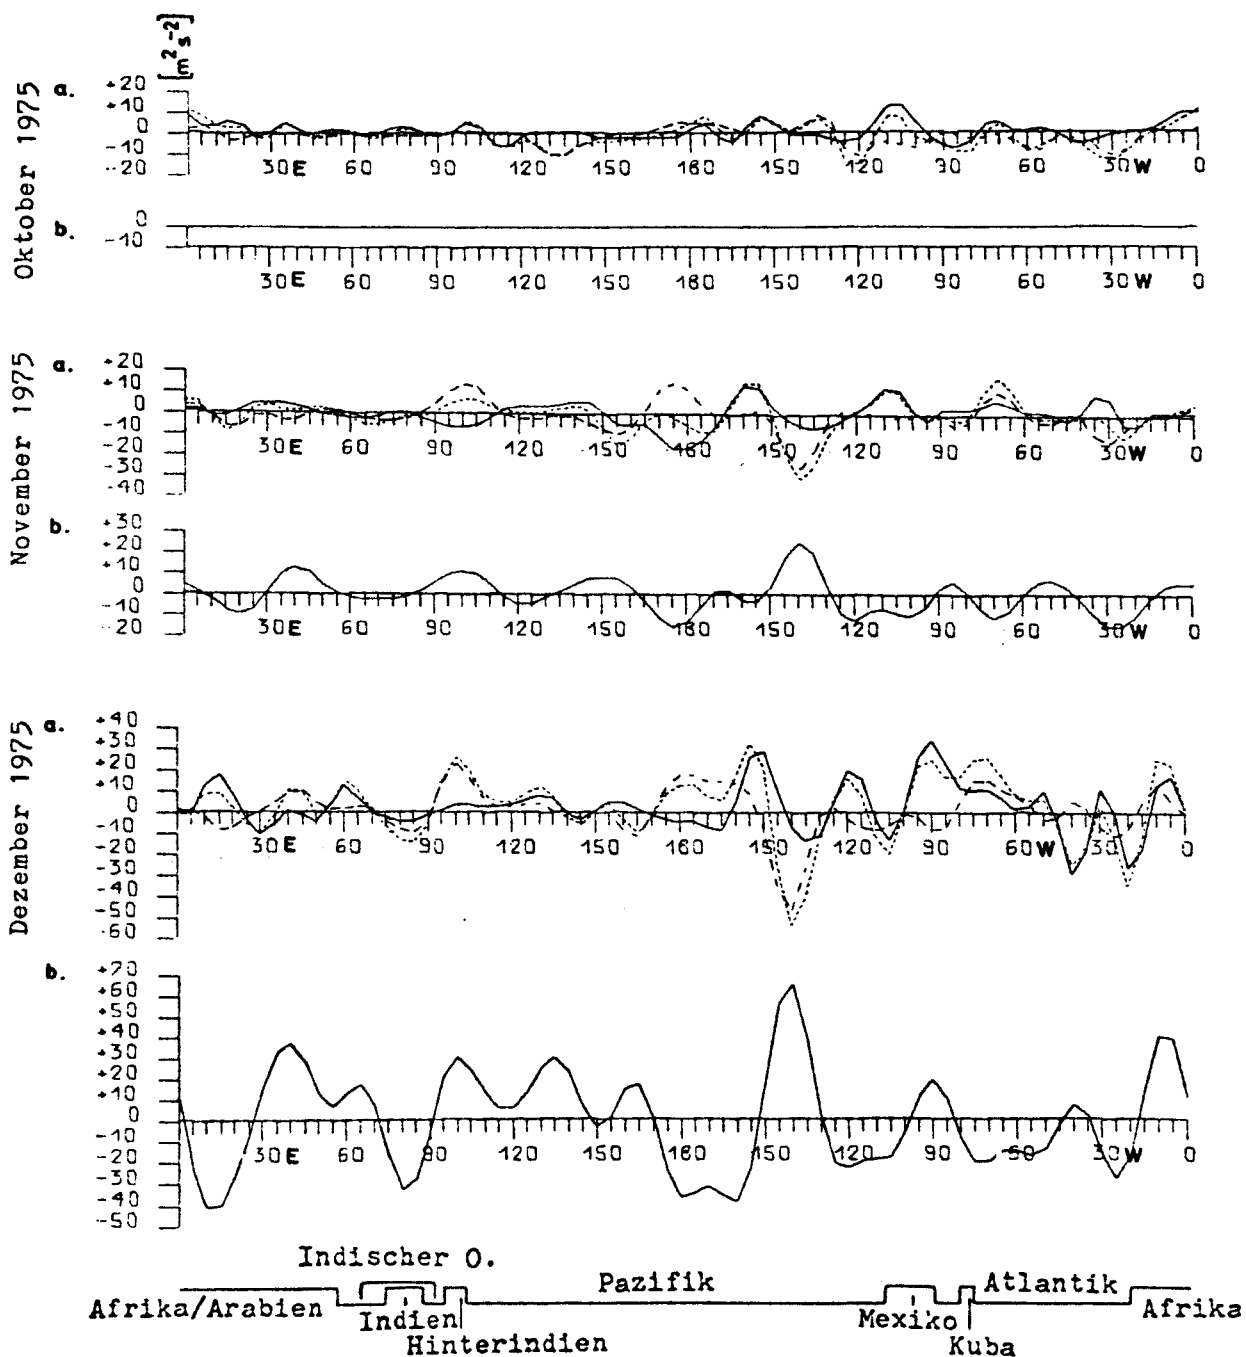 [m²s⁻²]
Oktober 1975
a.
+20
+10
0
-10
-20
30E 60 90 120 150 180 150 120 90 60 30W 0
b.
0
-10
30E 60 90 120 150 180 150 120 90 60 30W 0
November 1975
a.
+20
+10
0
-10
-20
-30
-40
30E 60 90 120 150 180 150 120 90 60 30W 0
b.
+30
+20
+10
0
-10
-20
30E 60 90 120 150 180 150 120 90 60 30W 0
Dezember 1975
a.
+40
+30
+20
+10
0
-10
-20
-30
-40
-50
-60
30E 60 90 120 150 180 150 120 90 60W 30 0
b.
+70
+60
+50
+40
+30
+20
+10
0
-10
-20
-30
-40
-50
30E 60 90 120 150 180 150 120 90 60 30W 0
Indischer O.
Pazifik Atlantik
Afrika/Arabien Indien Mexiko Afrika
Hinterindien Kuba